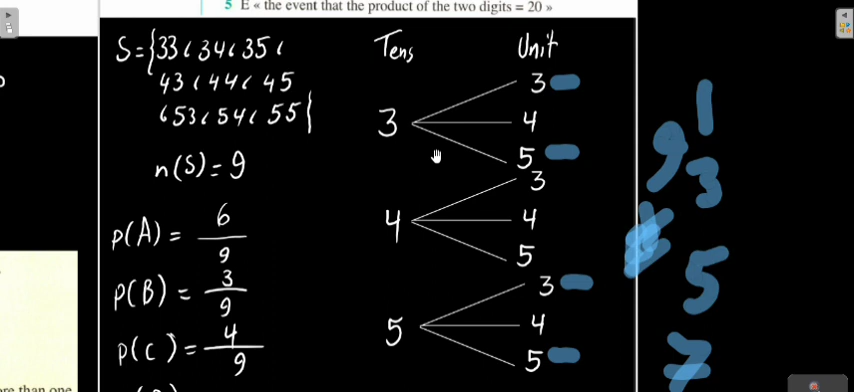 5 E « the event that the product of the two digits = 20 »
S={33،34،35،
43،44،45
،53،54،55}
n(S)=9
p(A) = 6/9
p(B) = 3/9
p(C) = 4/9
Tens Unit
3
3
4
5
4
3
4
5
5
3
4
5
1
9
3
5
7
ore than one